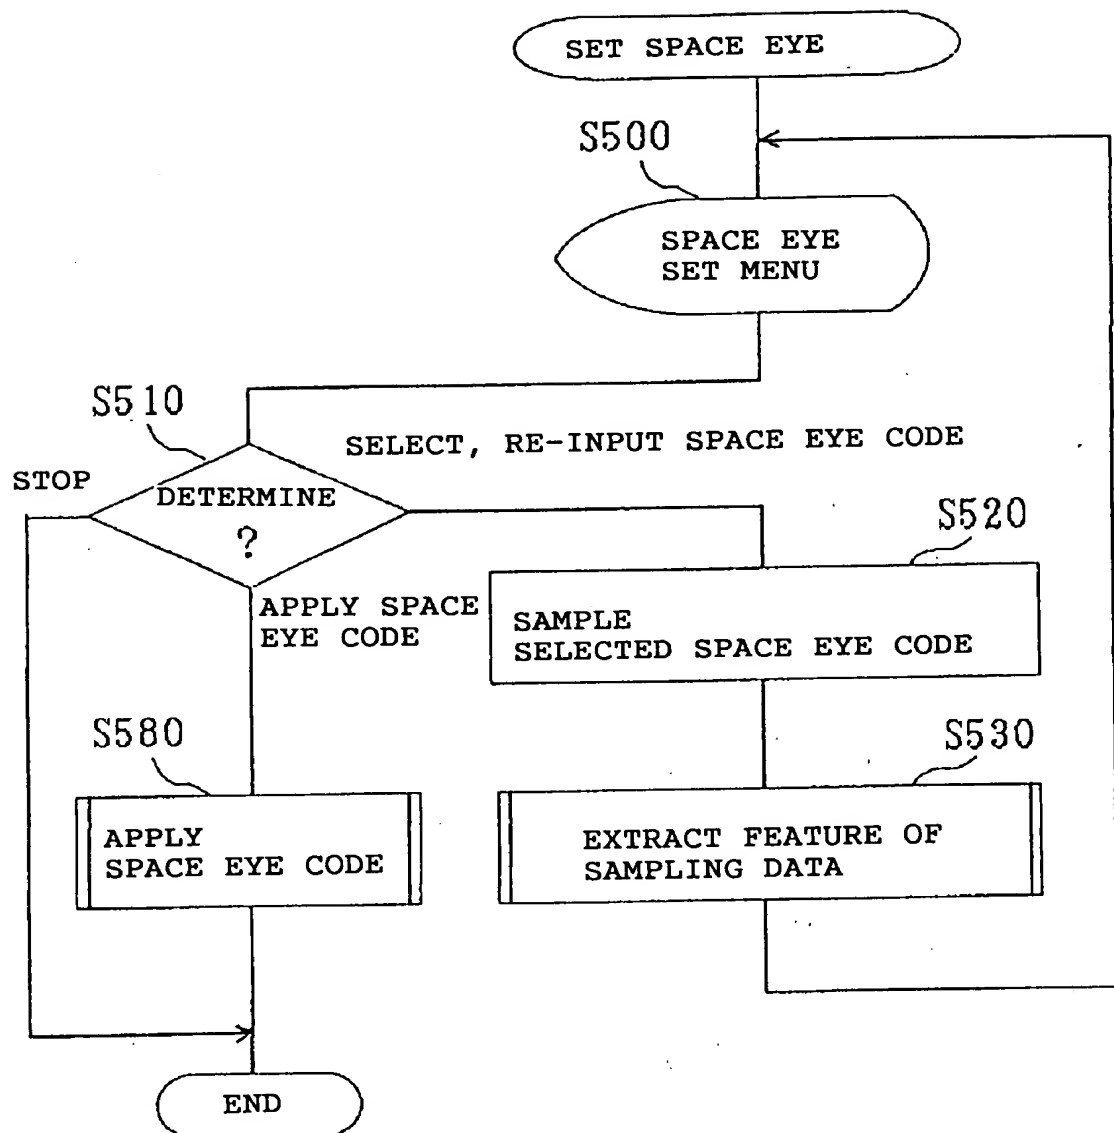 SET SPACE EYE
S500
SPACE EYE
SET MENU
S510
SELECT, RE-INPUT SPACE EYE CODE
STOP
DETERMINE
?
S520
APPLY SPACE
EYE CODE
SAMPLE
SELECTED SPACE EYE CODE
S580
S530
APPLY
SPACE EYE CODE
EXTRACT FEATURE OF
SAMPLING DATA
END